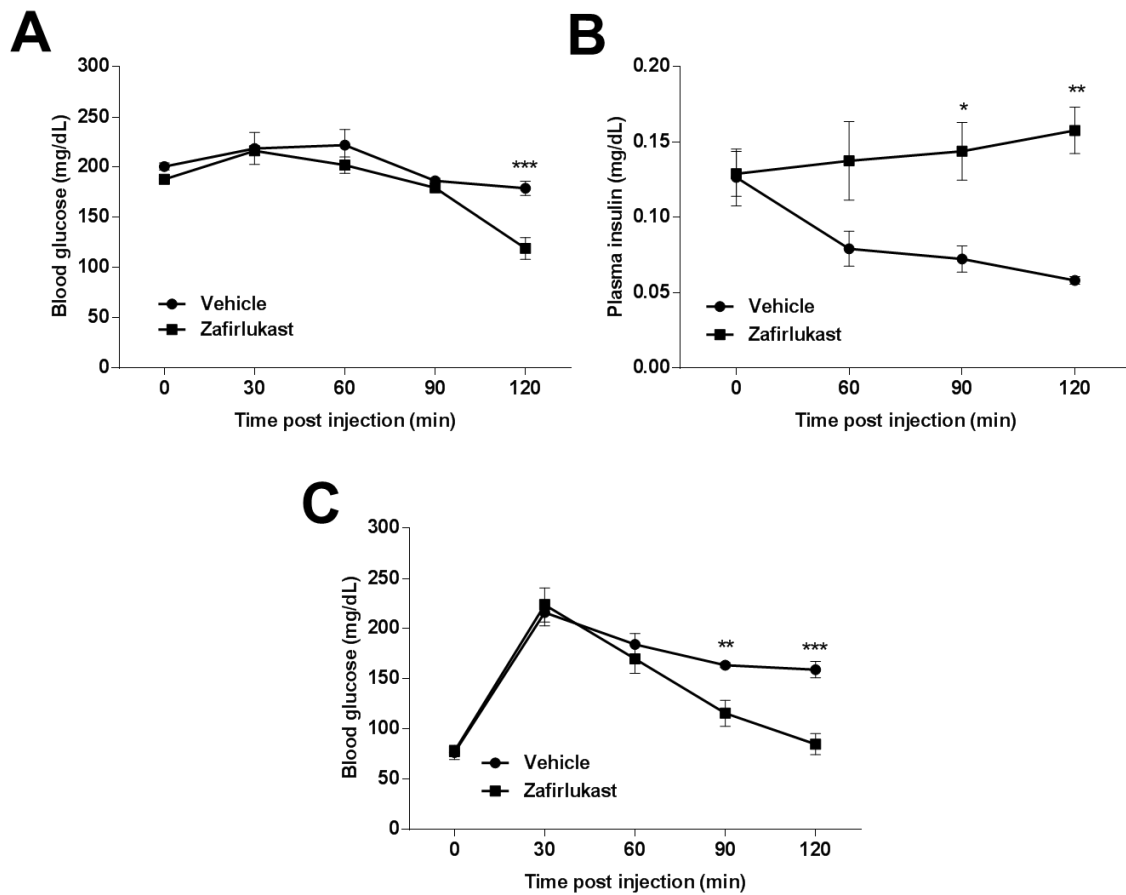 A
Blood glucose (mg/dL)
300
250
200
150
100
50
0
***
Vehicle
Zafirlukast
0 30 60 90 120
Time post injection (min)
B
Plasma insulin (mg/dL)
0.20
0.15
0.10
0.05
0.00
* **
Vehicle
Zafirlukast
0 60 90 120
Time post injection (min)
C
Blood glucose (mg/dL)
300
250
200
150
100
50
0
** ***
Vehicle
Zafirlukast
0 30 60 90 120
Time post injection (min)